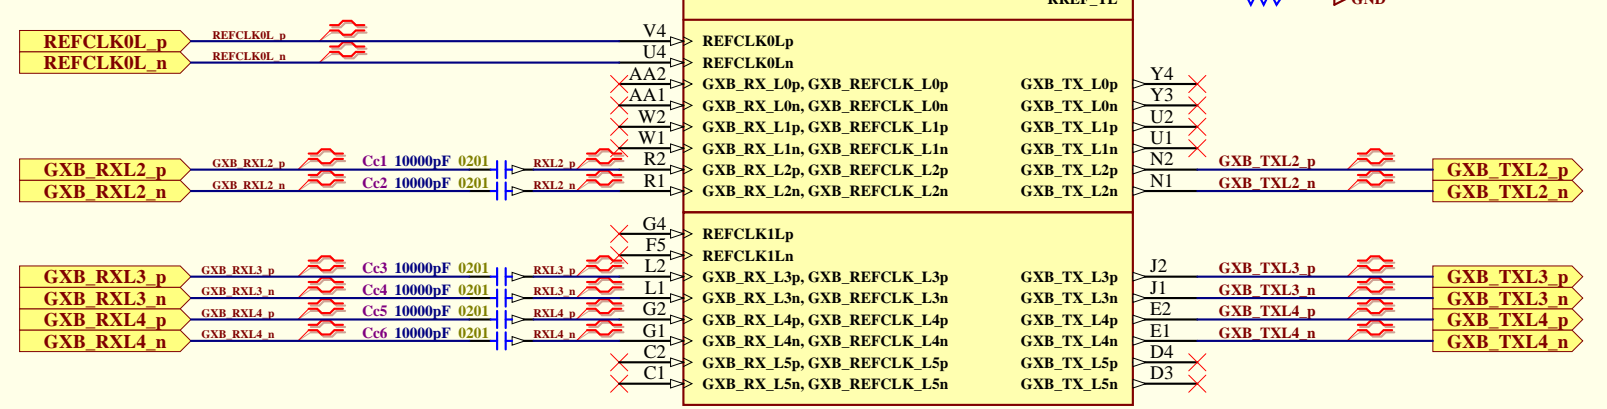 RREF_TL GND
REFCLK0L_p REFCLK0L_p V4 REFCLK0Lp
REFCLK0L_n REFCLK0L_n U4 REFCLK0Ln
AA2 GXB_RX_L0p, GXB_REFCLK_L0p GXB_TX_L0p Y4
AA1 GXB_RX_L0n, GXB_REFCLK_L0n GXB_TX_L0n Y3
W2 GXB_RX_L1p, GXB_REFCLK_L1p GXB_TX_L1p U2
W1 GXB_RX_L1n, GXB_REFCLK_L1n GXB_TX_L1n U1
GXB_RXL2_p GXB_RXL2_p Cc1 10000pF 0201 RXL2_p R2 GXB_RX_L2p, GXB_REFCLK_L2p GXB_TX_L2p N2 GXB_TXL2_p GXB_TXL2_p
GXB_RXL2_n GXB_RXL2_n Cc2 10000pF 0201 RXL2_n R1 GXB_RX_L2n, GXB_REFCLK_L2n GXB_TX_L2n N1 GXB_TXL2_n GXB_TXL2_n
G4 REFCLK1Lp
F5 REFCLK1Ln
GXB_RXL3_p GXB_RXL3_p Cc3 10000pF 0201 RXL3_p L2 GXB_RX_L3p, GXB_REFCLK_L3p GXB_TX_L3p J2 GXB_TXL3_p GXB_TXL3_p
GXB_RXL3_n GXB_RXL3_n Cc4 10000pF 0201 RXL3_n L1 GXB_RX_L3n, GXB_REFCLK_L3n GXB_TX_L3n J1 GXB_TXL3_n GXB_TXL3_n
GXB_RXL4_p GXB_RXL4_p Cc5 10000pF 0201 RXL4_p G2 GXB_RX_L4p, GXB_REFCLK_L4p GXB_TX_L4p E2 GXB_TXL4_p GXB_TXL4_p
GXB_RXL4_n GXB_RXL4_n Cc6 10000pF 0201 RXL4_n G1 GXB_RX_L4n, GXB_REFCLK_L4n GXB_TX_L4n E1 GXB_TXL4_n GXB_TXL4_n
C2 GXB_RX_L5p, GXB_REFCLK_L5p GXB_TX_L5p D4
C1 GXB_RX_L5n, GXB_REFCLK_L5n GXB_TX_L5n D3